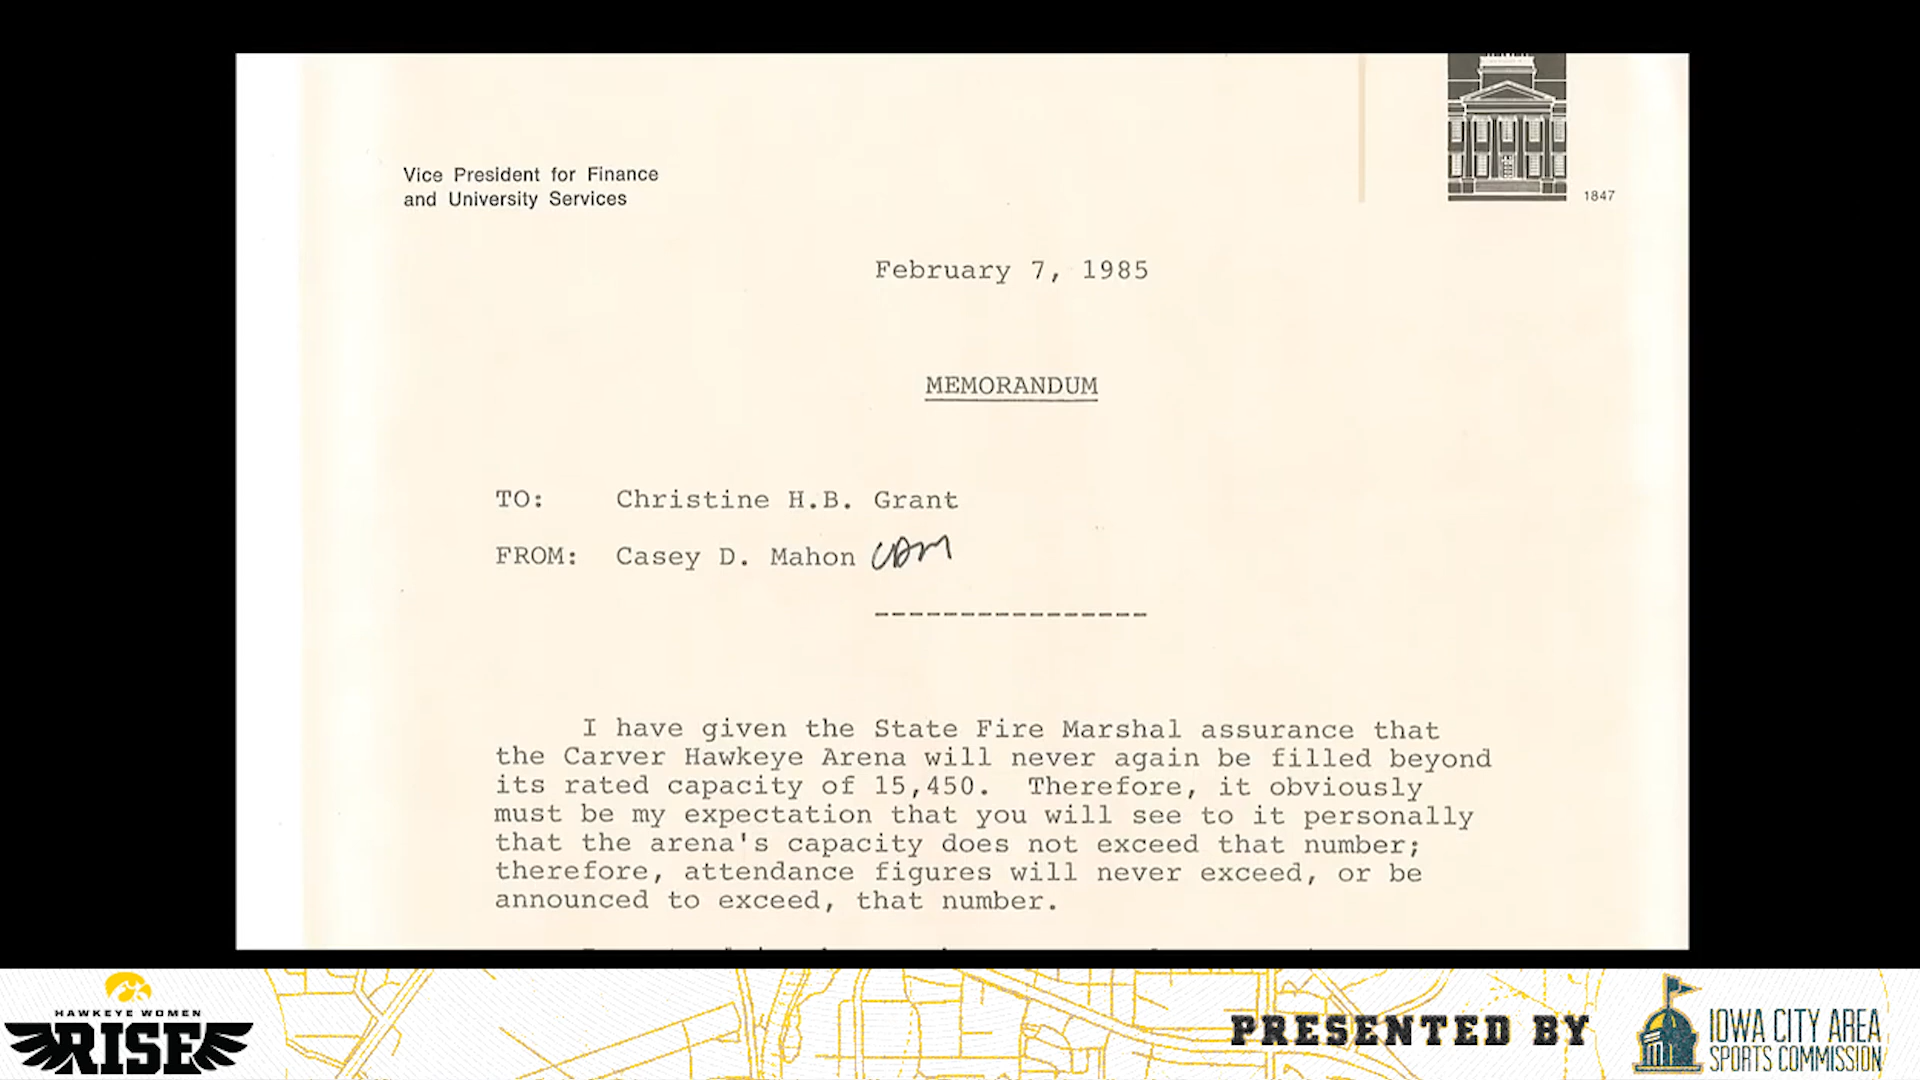 Vice President for Finance
and University Services
1847
February 7, 1985
MEMORANDUM
TO: Christine H.B. Grant
FROM: Casey D. Mahon CDM
----------------
I have given the State Fire Marshal assurance that
the Carver Hawkeye Arena will never again be filled beyond
its rated capacity of 15,450. Therefore, it obviously
must be my expectation that you will see to it personally
that the arena's capacity does not exceed that number;
therefore, attendance figures will never exceed, or be
announced to exceed, that number.
HAWKEYE WOMEN
RISE
PRESENTED BY
IOWA CITY AREA
SPORTS COMMISSION